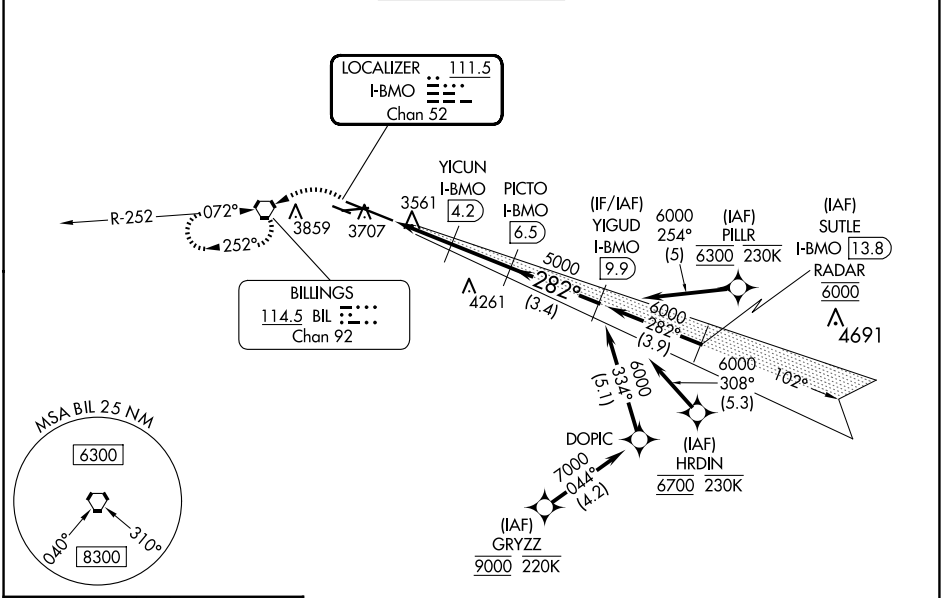 LOCALIZER 111.5
I-BMO
Chan 52
R-252
072°
252°
3859
3707
3561
YICUN
I-BMO
4.2
PICTO
I-BMO
6.5
(IF/IAF)
YIGUD
I-BMO
9.9
6000
254°
(5)
(IAF)
PILLR
6300 230K
(IAF)
SUTLE
I-BMO 13.8
RADAR
6000
4691
BILLINGS
114.5 BIL
Chan 92
4261
5000
282°
(3.4)
6000
282°
(3.9)
6000
308°
(5.3)
102°
6000
334°
(5.1)
(IAF)
HRDIN
6700 230K
DOPIC
7000
044°
(4.2)
(IAF)
GRYZZ
9000 220K
MSA BIL 25 NM
6300
040°
310°
8300